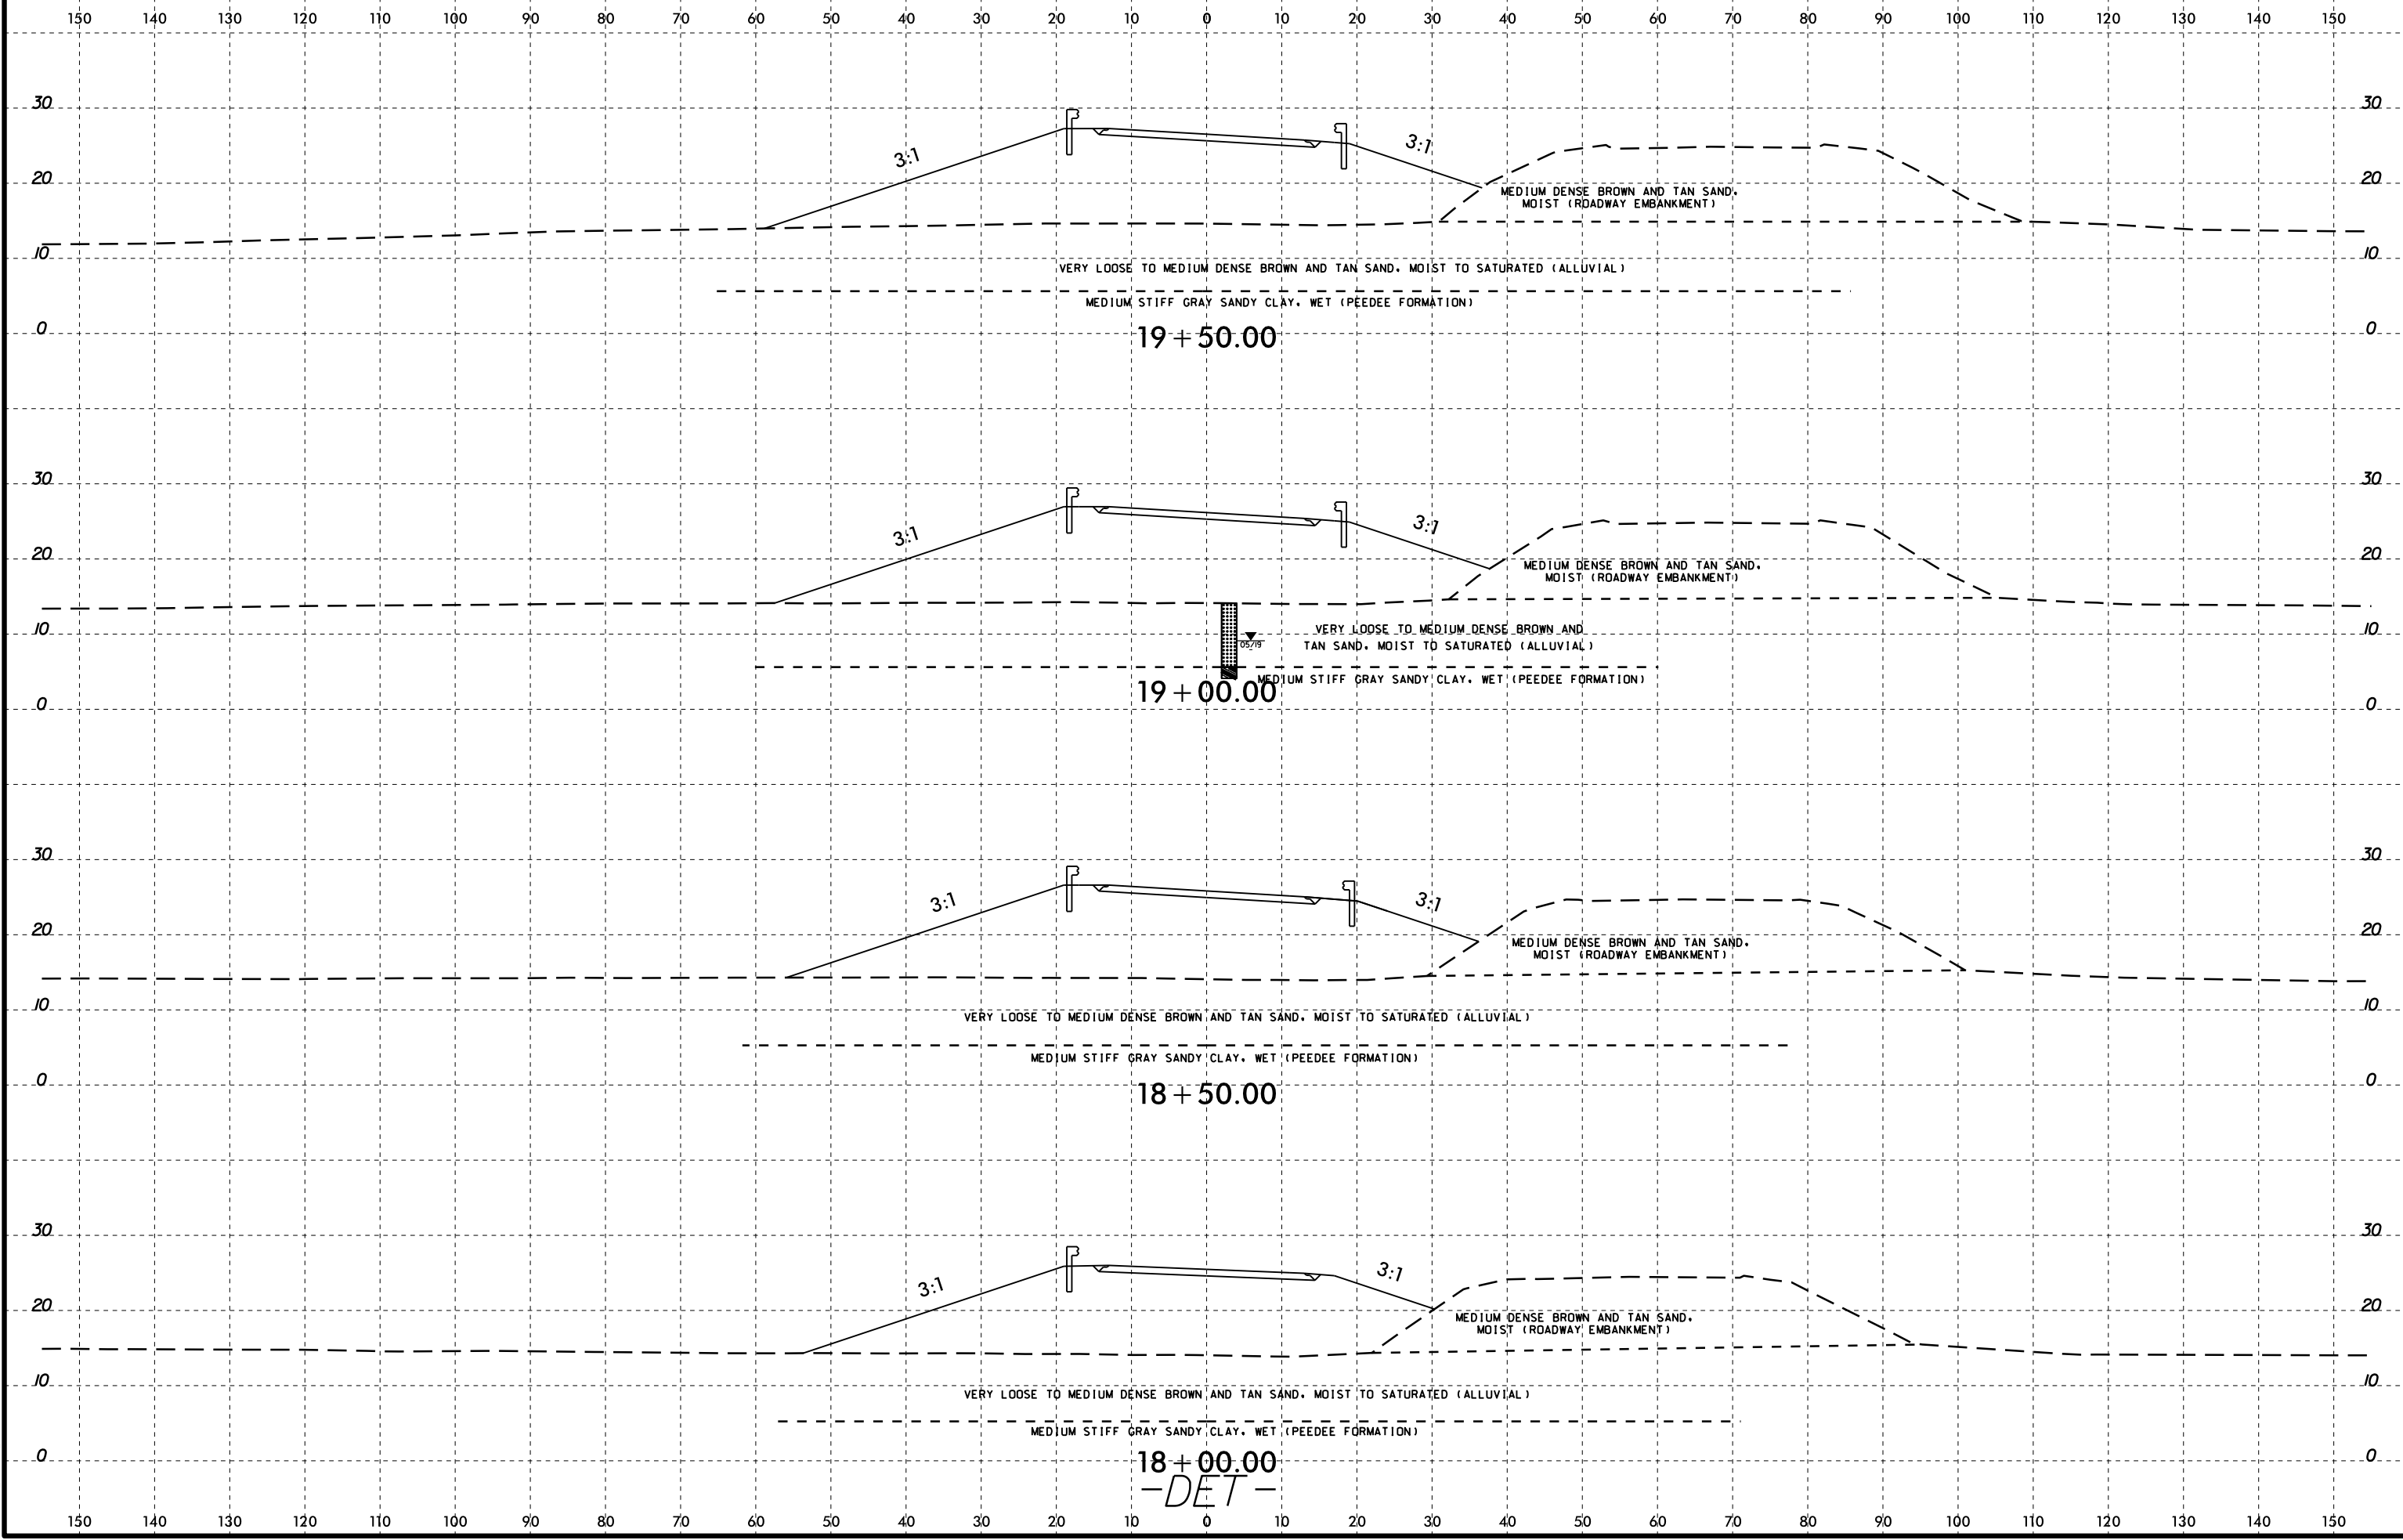 150 140 130 120 110 100 90 80 70 60 50 40 30 20 10 0 10 20 30 40 50 60 70 80 90 100 110 120 130 140 150
30 30
3:1 3:1
20 20
MEDIUM DENSE BROWN AND TAN SAND.
MOIST (ROADWAY EMBANKMENT)
10 10
VERY LOOSE TO MEDIUM DENSE BROWN AND TAN SAND. MOIST TO SATURATED (ALLUVIAL)
MEDIUM STIFF GRAY SANDY CLAY. WET (PEEDEE FORMATION)
0 0
19+50.00
30 30
3:1 3:1
20 20
MEDIUM DENSE BROWN AND TAN SAND.
MOIST (ROADWAY EMBANKMENT)
10 10
VERY LOOSE TO MEDIUM DENSE BROWN AND
05/19 TAN SAND. MOIST TO SATURATED (ALLUVIAL)
MEDIUM STIFF GRAY SANDY CLAY. WET (PEEDEE FORMATION)
19+00.00
0 0
30 30
3:1 3:1
20 20
MEDIUM DENSE BROWN AND TAN SAND.
MOIST (ROADWAY EMBANKMENT)
10 10
VERY LOOSE TO MEDIUM DENSE BROWN AND TAN SAND. MOIST TO SATURATED (ALLUVIAL)
MEDIUM STIFF GRAY SANDY CLAY. WET (PEEDEE FORMATION)
0 0
18+50.00
30 30
3:1 3:1
20 20
MEDIUM DENSE BROWN AND TAN SAND.
MOIST (ROADWAY EMBANKMENT)
10 10
VERY LOOSE TO MEDIUM DENSE BROWN AND TAN SAND. MOIST TO SATURATED (ALLUVIAL)
MEDIUM STIFF GRAY SANDY CLAY. WET (PEEDEE FORMATION)
0 0
18+00.00
-DET-
150 140 130 120 110 100 90 80 70 60 50 40 30 20 10 0 10 20 30 40 50 60 70 80 90 100 110 120 130 140 150